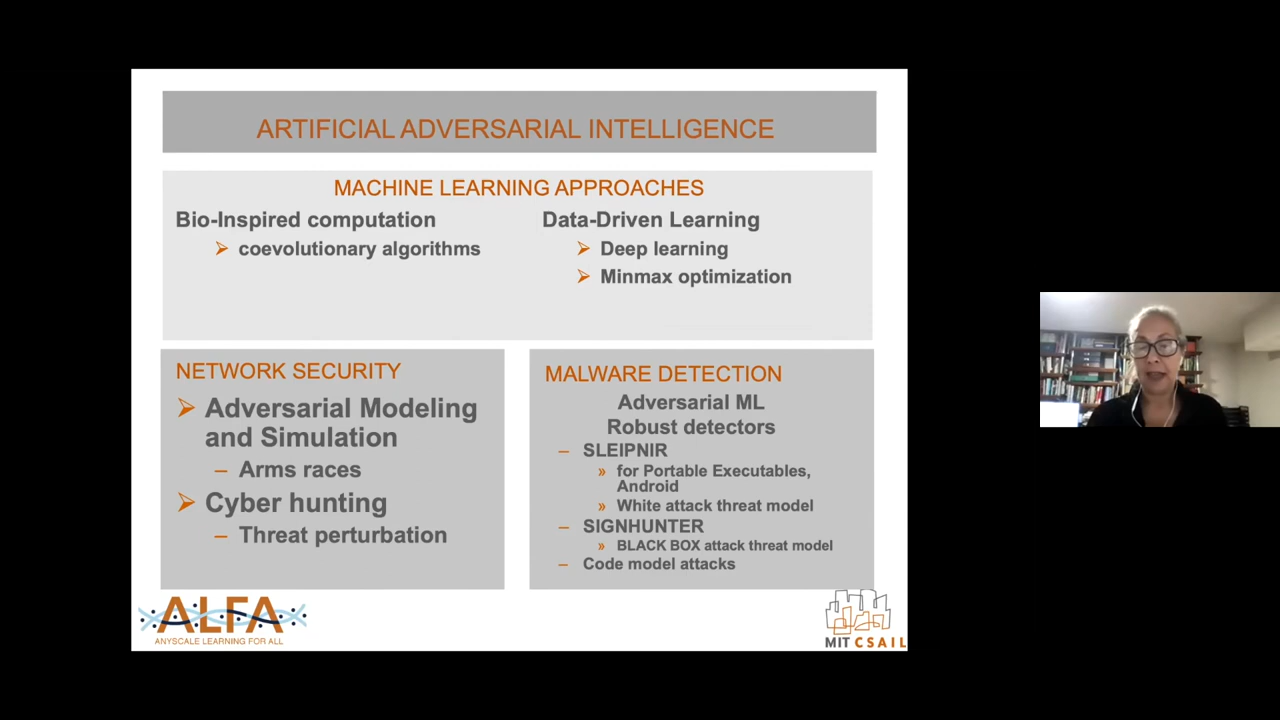 ARTIFICIAL ADVERSARIAL INTELLIGENCE
MACHINE LEARNING APPROACHES
Bio-Inspired computation
➢ coevolutionary algorithms
Data-Driven Learning
➢ Deep learning
➢ Minmax optimization
NETWORK SECURITY
➢ Adversarial Modeling
and Simulation
– Arms races
➢ Cyber hunting
– Threat perturbation
MALWARE DETECTION
Adversarial ML
Robust detectors
– SLEIPNIR
» for Portable Executables,
Android
» White attack threat model
– SIGNHUNTER
» BLACK BOX attack threat model
– Code model attacks
ALFA
ANYSCALE LEARNING FOR ALL
MIT CSAIL